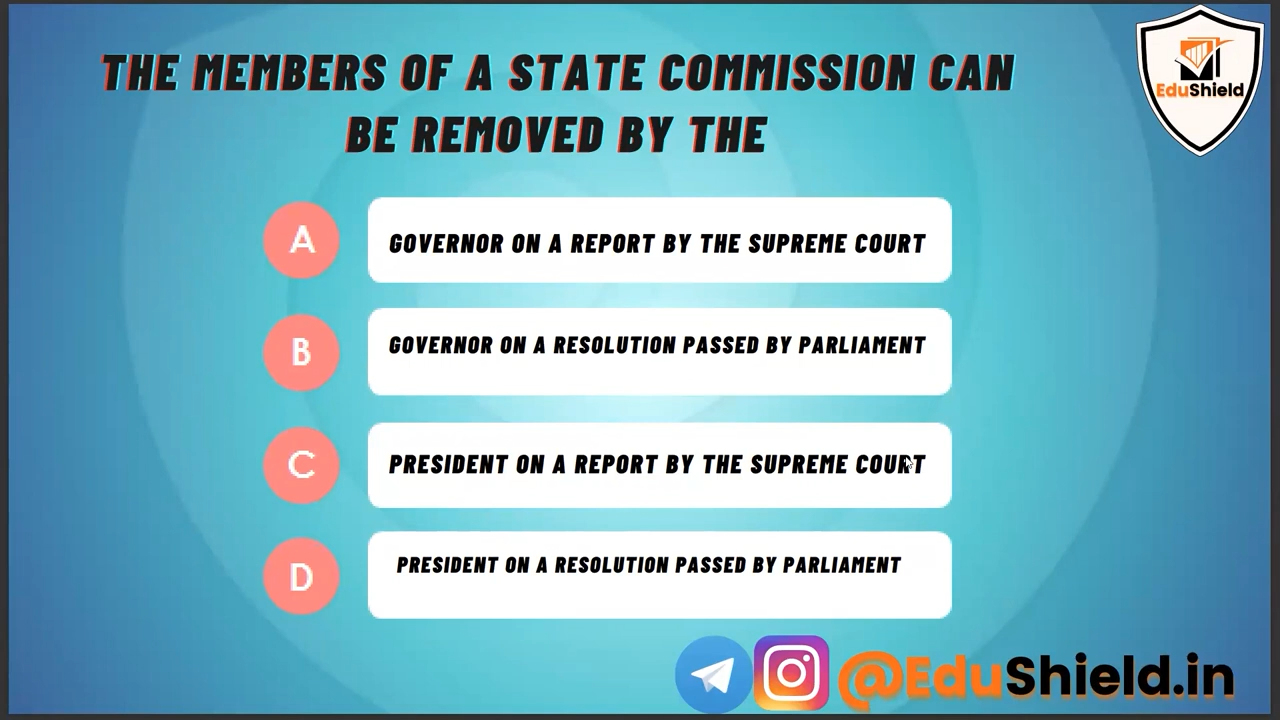 THE MEMBERS OF A STATE COMMISSION CAN
BE REMOVED BY THE
EduShield
A
GOVERNOR ON A REPORT BY THE SUPREME COURT
B
GOVERNOR ON A RESOLUTION PASSED BY PARLIAMENT
C
PRESIDENT ON A REPORT BY THE SUPREME COURT
D
PRESIDENT ON A RESOLUTION PASSED BY PARLIAMENT
@EduShield.in